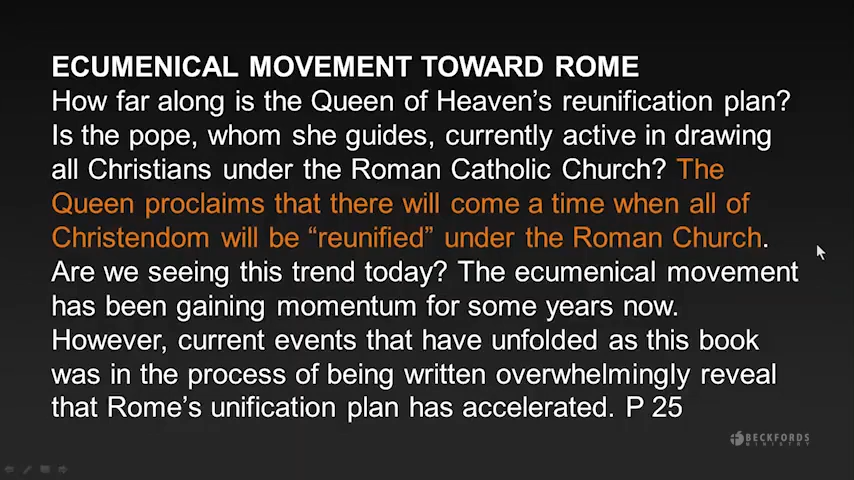 ECUMENICAL MOVEMENT TOWARD ROME
How far along is the Queen of Heaven’s reunification plan?
Is the pope, whom she guides, currently active in drawing
all Christians under the Roman Catholic Church? The
Queen proclaims that there will come a time when all of
Christendom will be “reunified” under the Roman Church.
Are we seeing this trend today? The ecumenical movement
has been gaining momentum for some years now.
However, current events that have unfolded as this book
was in the process of being written overwhelmingly reveal
that Rome’s unification plan has accelerated. P 25
BECKFORDS
MINISTRY